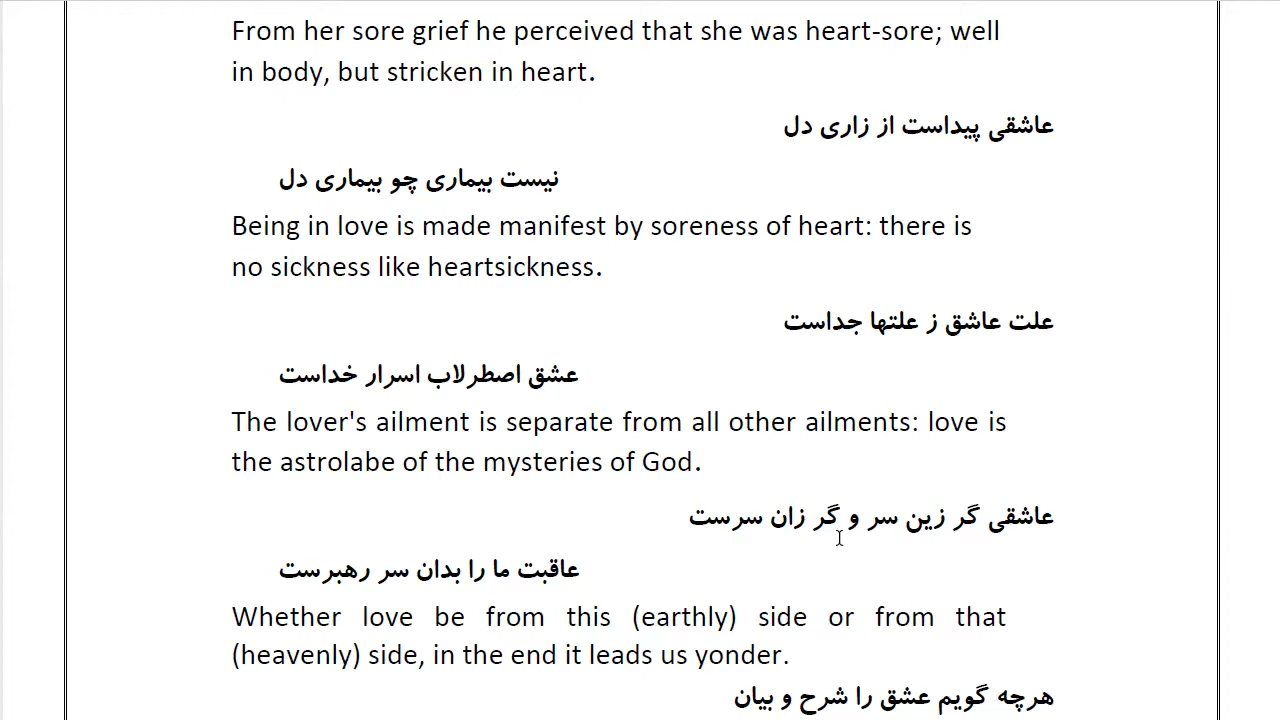 From her sore grief he perceived that she was heart-sore; well
in body, but stricken in heart.
عاشقی پیداست از زاری دل
نیست بیماری چو بیماری دل
Being in love is made manifest by soreness of heart: there is
no sickness like heartsickness.
علت عاشق ز علتها جداست
عشق اصطرلاب اسرار خداست
The lover's ailment is separate from all other ailments: love is
the astrolabe of the mysteries of God.
عاشقی گر زین سر و گر زان سرست
عاقبت ما را بدان سر رهبرست
Whether love be from this (earthly) side or from that
(heavenly) side, in the end it leads us yonder.
هرچه گویم عشق را شرح و بیان